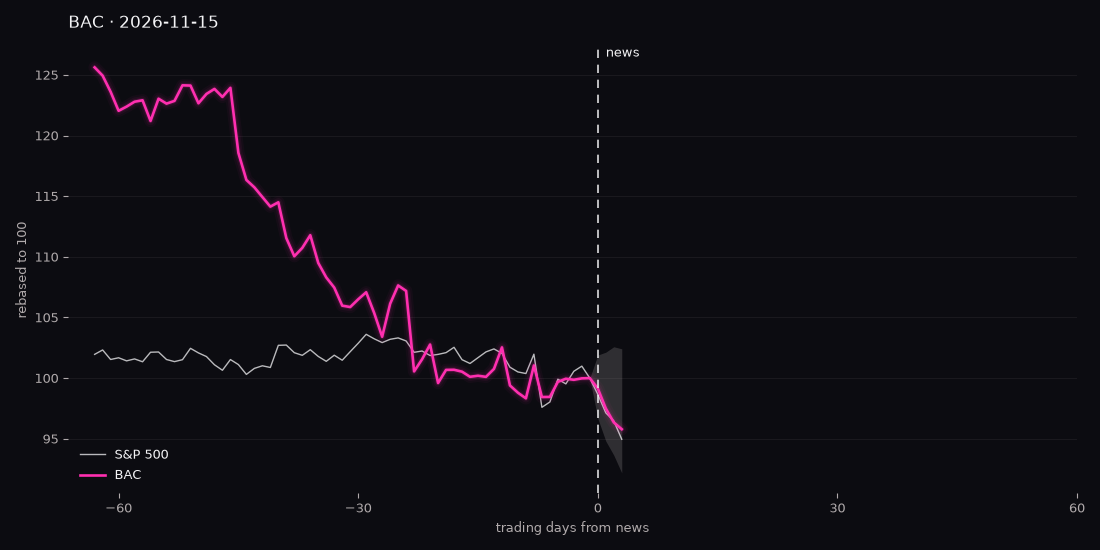 BAC · 2026-11-15
news
rebased to 100
125
120
115
110
105
100
95
S&P 500
BAC
−60
−30
0
30
60
trading days from news